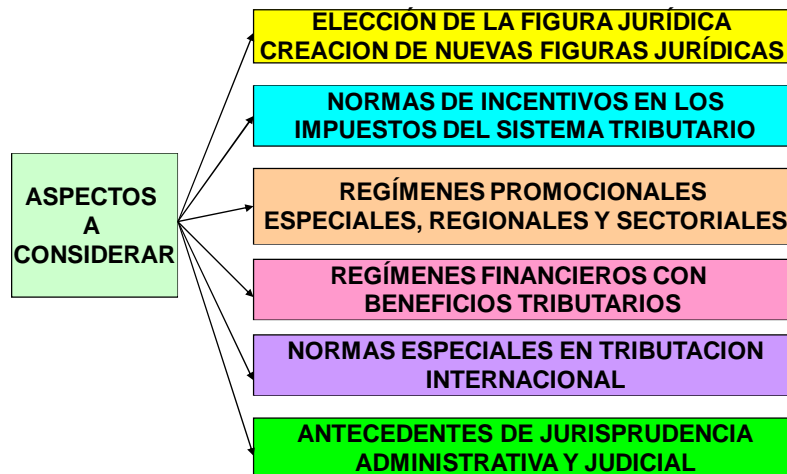 ELECCIÓN DE LA FIGURA JURÍDICA
CREACION DE NUEVAS FIGURAS JURÍDICAS
NORMAS DE INCENTIVOS EN LOS
IMPUESTOS DEL SISTEMA TRIBUTARIO
ASPECTOS
A
CONSIDERAR
REGÍMENES PROMOCIONALES
ESPECIALES, REGIONALES Y SECTORIALES
REGÍMENES FINANCIEROS CON
BENEFICIOS TRIBUTARIOS
NORMAS ESPECIALES EN TRIBUTACION
INTERNACIONAL
ANTECEDENTES DE JURISPRUDENCIA
ADMINISTRATIVA Y JUDICIAL